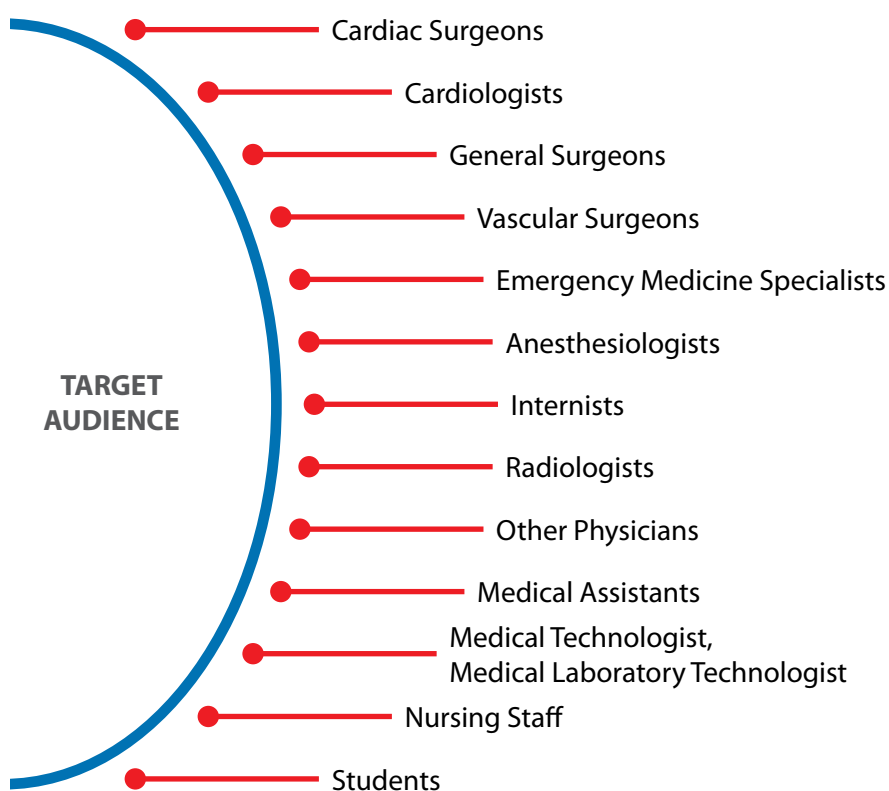 Cardiac Surgeons
Cardiologists
General Surgeons
Vascular Surgeons
Emergency Medicine Specialists
Anesthesiologists
TARGET
AUDIENCE
Internists
Radiologists
Other Physicians
Medical Assistants
Medical Technologist,
Medical Laboratory Technologist
Nursing Staff
Students